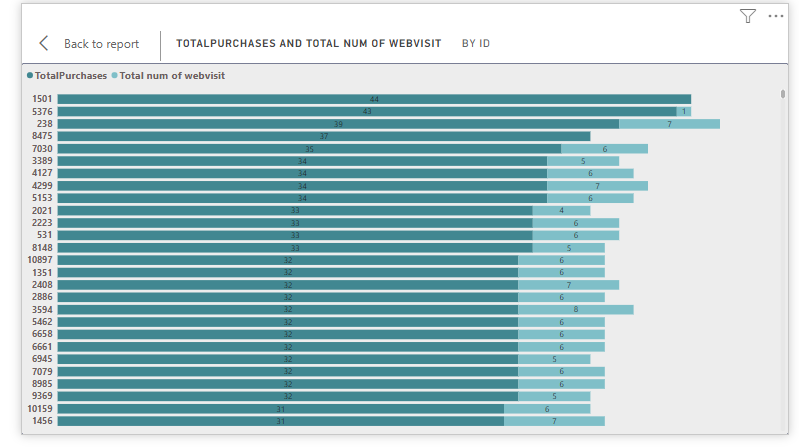 Back to report TOTALPURCHASES AND TOTAL NUM OF WEBVISIT BY ID
TotalPurchases Total num of webvisit
1501 44
5376 43 1
238 39 7
8475 37
7030 35 6
3389 34 5
4127 34 6
4299 34 7
5153 34 6
2021 33 4
2223 33 6
531 33 6
8148 33 5
10897 32 6
1351 32 6
2408 32 7
2886 32 6
3594 32 8
5462 32 6
6658 32 6
6661 32 6
6945 32 5
7079 32 6
8985 32 6
9369 32 5
10159 31 6
1456 31 7